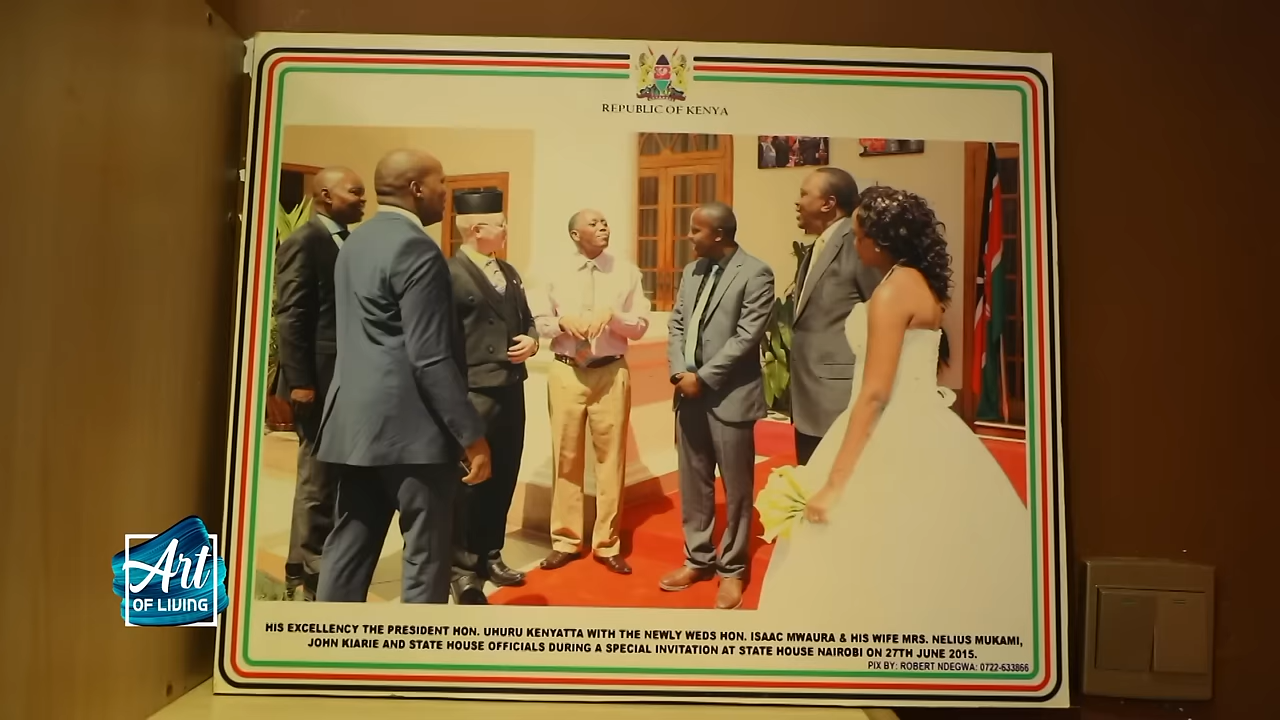 REPUBLIC OF KENYA
HIS EXCELLENCY THE PRESIDENT HON. UHURU KENYATTA WITH THE NEWLY WEDS HON. ISAAC MWAURA & HIS WIFE MRS. NELIUS MUKAMI,
JOHN KIARIE AND STATE HOUSE OFFICIALS DURING A SPECIAL INVITATION AT STATE HOUSE NAIROBI ON 27TH JUNE 2015.
PIX BY: ROBERT NDEGWA: 0722-633866
Art
OF LIVING